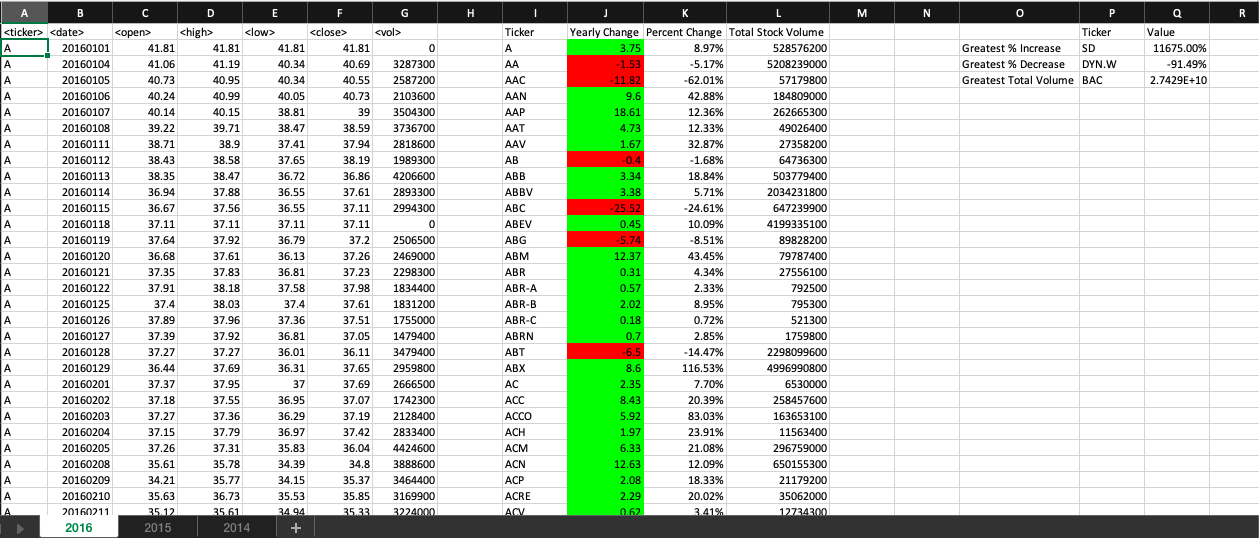 A B C D E F G H I J K L M N O P Q R
<ticker> <date> <open> <high> <low> <close> <vol> Ticker Yearly Change Percent Change Total Stock Volume Ticker Value
A 20160101 41.81 41.81 41.81 41.81 0 A 3.75 8.97% 528576200 Greatest % Increase SD 11675.00%
A 20160104 41.06 41.19 40.34 40.69 3287300 AA -1.53 -5.17% 5208239000 Greatest % Decrease DYN.W -91.49%
A 20160105 40.73 40.95 40.34 40.55 2587200 AAC -11.82 -62.01% 57179800 Greatest Total Volume BAC 2.7429E+10
A 20160106 40.24 40.99 40.05 40.73 2103600 AAN 9.6 42.88% 184809000
A 20160107 40.14 40.15 38.81 39 3504300 AAP 18.61 12.36% 262665300
A 20160108 39.22 39.71 38.47 38.59 3736700 AAT 4.73 12.33% 49026400
A 20160111 38.71 38.9 37.41 37.94 2818600 AAV 1.67 32.87% 27358200
A 20160112 38.43 38.58 37.65 38.19 1989300 AB -0.4 -1.68% 64736300
A 20160113 38.35 38.47 36.72 36.86 4206600 ABB 3.34 18.84% 503779400
A 20160114 36.94 37.88 36.55 37.61 2893300 ABBV 3.38 5.71% 2034231800
A 20160115 36.67 37.56 36.55 37.11 2994300 ABC -25.52 -24.61% 647239900
A 20160118 37.11 37.11 37.11 37.11 0 ABEV 0.45 10.09% 4199335100
A 20160119 37.64 37.92 36.79 37.2 2506500 ABG -5.74 -8.51% 89828200
A 20160120 36.68 37.61 36.13 37.26 2469000 ABM 12.37 43.45% 79787400
A 20160121 37.35 37.83 36.81 37.23 2298300 ABR 0.31 4.34% 27556100
A 20160122 37.91 38.18 37.58 37.98 1834400 ABR-A 0.57 2.33% 792500
A 20160125 37.4 38.03 37.4 37.61 1831200 ABR-B 2.02 8.95% 795300
A 20160126 37.89 37.96 37.36 37.51 1755000 ABR-C 0.18 0.72% 521300
A 20160127 37.39 37.92 36.81 37.05 1479400 ABRN 0.7 2.85% 1759800
A 20160128 37.27 37.27 36.01 36.11 3479400 ABT -6.5 -14.47% 2298099600
A 20160129 36.44 37.69 36.31 37.65 2959800 ABX 8.6 116.53% 4996990800
A 20160201 37.37 37.95 37 37.69 2666500 AC 2.35 7.70% 6530000
A 20160202 37.18 37.55 36.95 37.07 1742300 ACC 8.43 20.39% 258457600
A 20160203 37.27 37.36 36.29 37.19 2128400 ACCO 5.92 83.03% 163653100
A 20160204 37.15 37.79 36.97 37.42 2833400 ACH 1.97 23.91% 11563400
A 20160205 37.26 37.31 35.83 36.04 4424600 ACM 6.33 21.08% 296759000
A 20160208 35.61 35.78 34.39 34.8 3888600 ACN 12.63 12.09% 650155300
A 20160209 34.21 35.77 34.15 35.37 3464400 ACP 2.08 18.33% 21179200
A 20160210 35.63 36.73 35.53 35.85 3169900 ACRE 2.29 20.02% 35062000
A 20160211 35.12 35.61 34.94 35.33 3224000 ACV 0.62 3.41% 12734300
2016 2015 2014 +